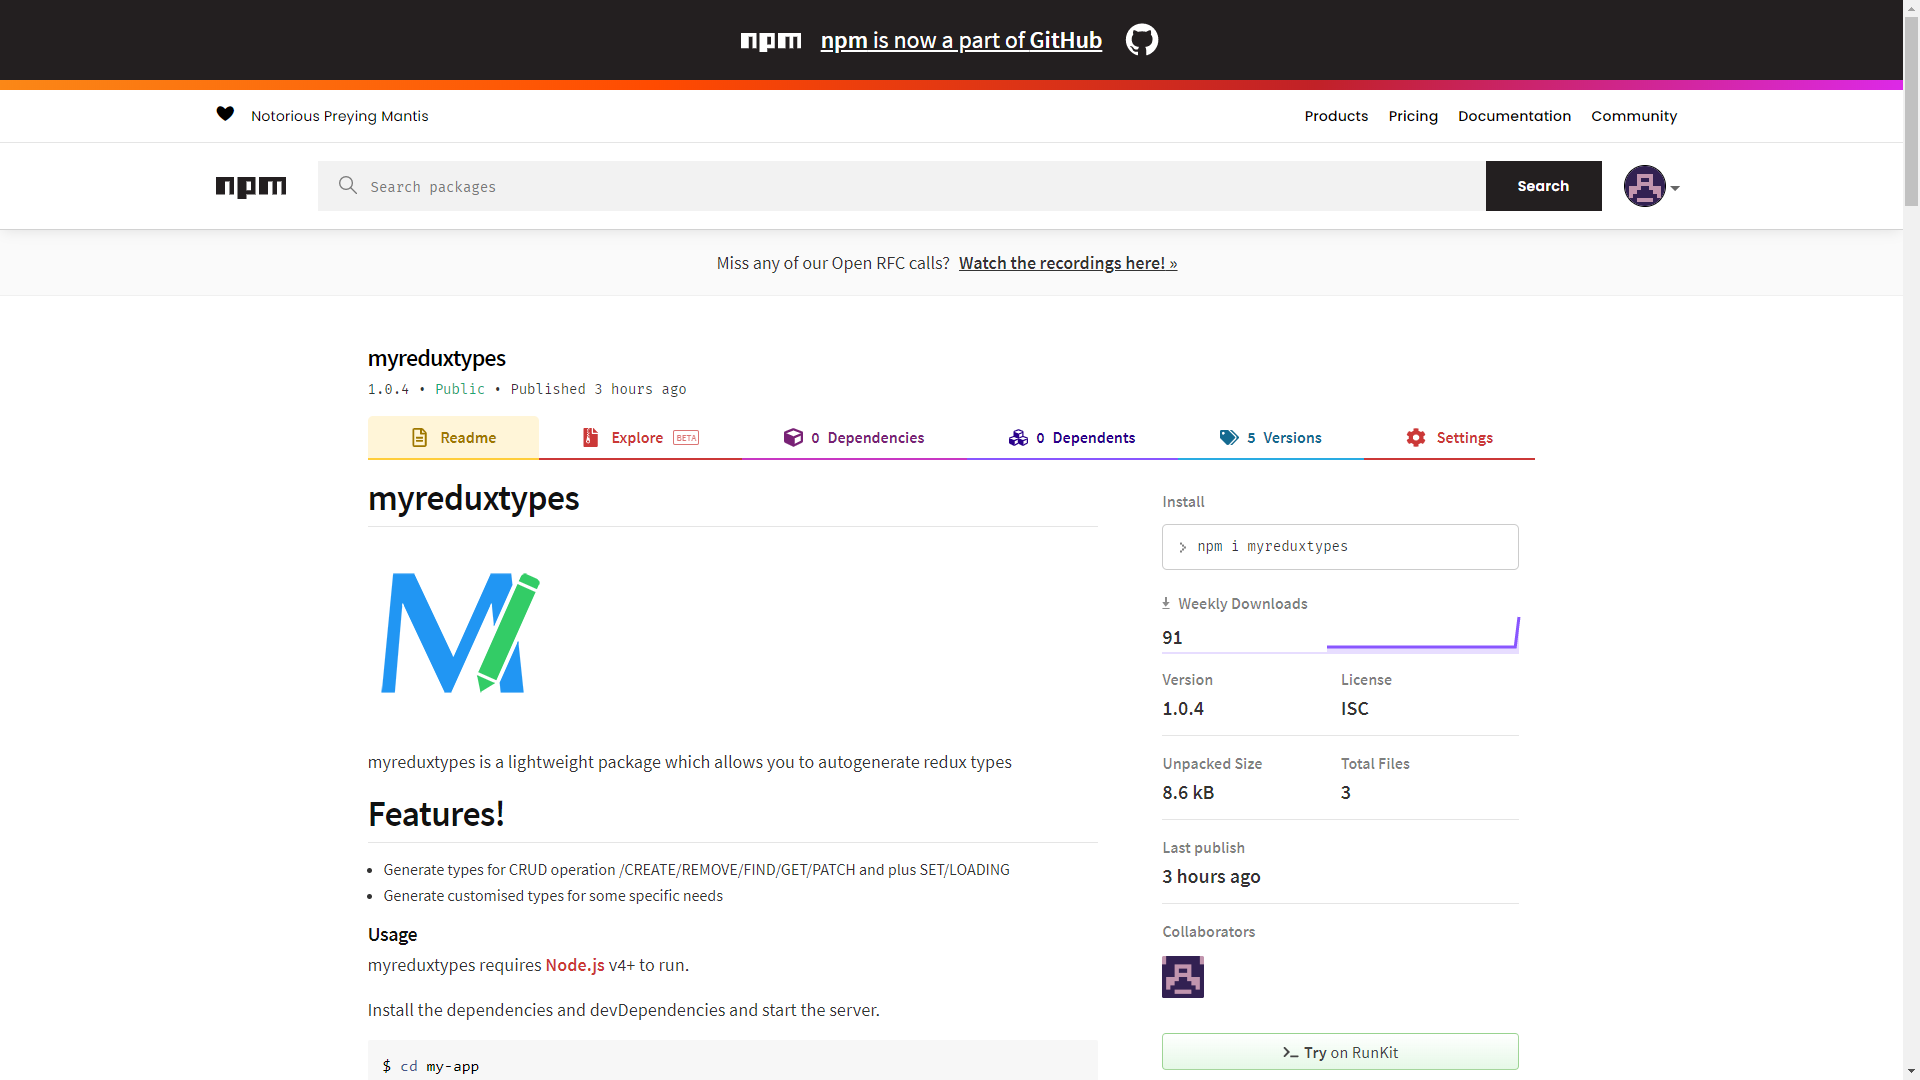 npm npm is now a part of GitHub
Notorious Preying Mantis
Products Pricing Documentation Community
npm Search packages Search
Miss any of our Open RFC calls? Watch the recordings here! »
myreduxtypes
1.0.4 • Public • Published 3 hours ago
Readme Explore BETA 0 Dependencies 0 Dependents 5 Versions Settings
myreduxtypes
M
myreduxtypes is a lightweight package which allows you to autogenerate redux types
Features!
• Generate types for CRUD operation /CREATE/REMOVE/FIND/GET/PATCH and plus SET/LOADING
• Generate customised types for some specific needs
Usage
myreduxtypes requires Node.js v4+ to run.
Install the dependencies and devDependencies and start the server.
$ cd my-app
Install
> npm i myreduxtypes
Weekly Downloads
91
Version License
1.0.4 ISC
Unpacked Size Total Files
8.6 kB 3
Last publish
3 hours ago
Collaborators
>_ Try on RunKit